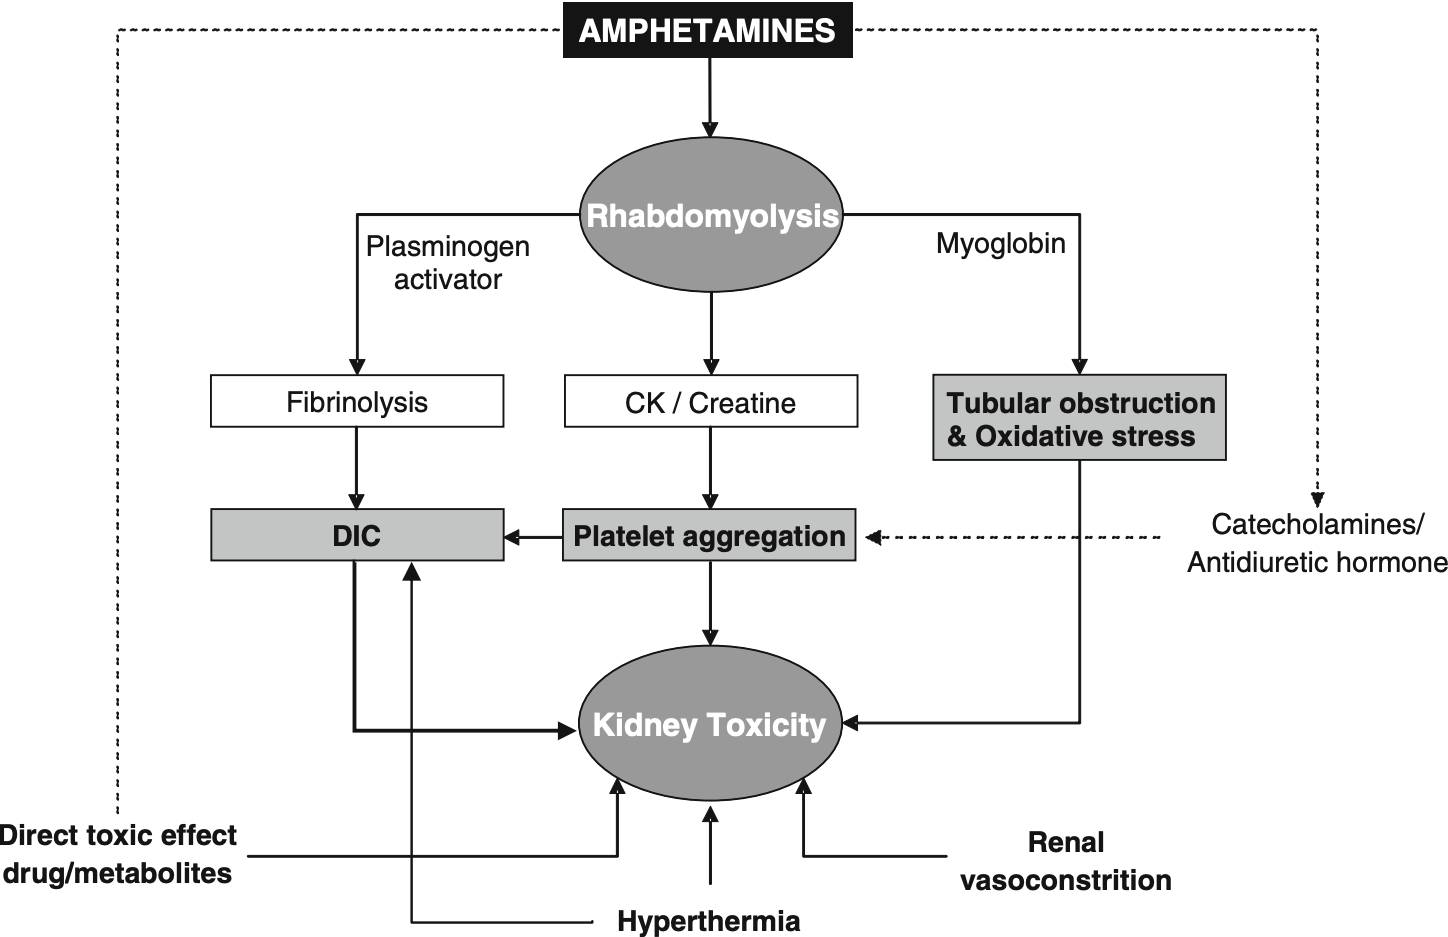 AMPHETAMINES
Rhabdomyolysis
Plasminogen
activator
Myoglobin
Fibrinolysis
CK / Creatine
Tubular obstruction
& Oxidative stress
DIC
Platelet aggregation
Catecholamines/
Antidiuretic hormone
Kidney Toxicity
Direct toxic effect
drug/metabolites
Renal
vasoconstrition
Hyperthermia